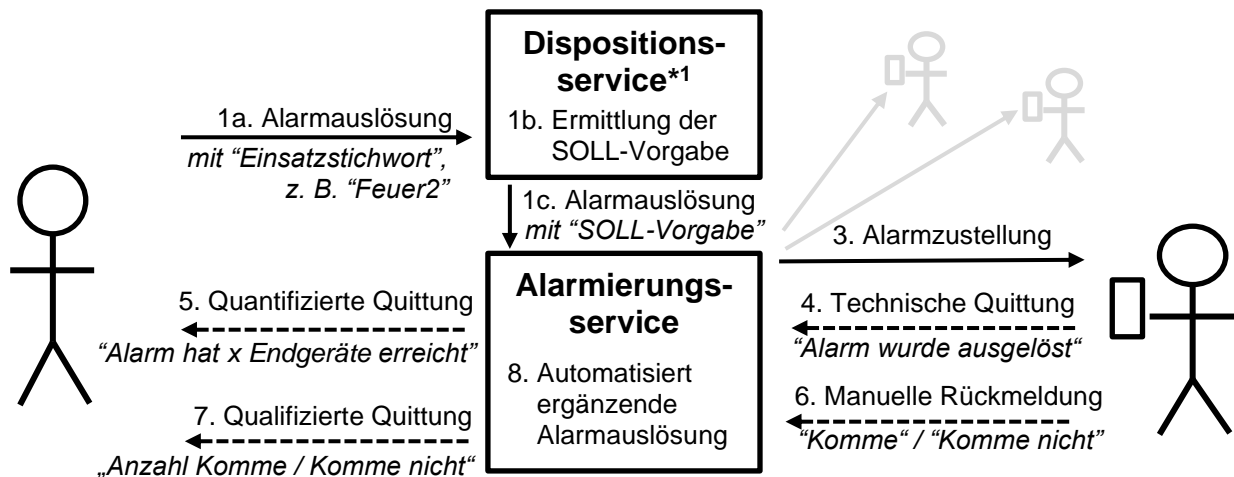 Dispositions-
service*1
1a. Alarmauslösung
mit “Einsatzstichwort”,
z. B. “Feuer2”
1b. Ermittlung der
SOLL-Vorgabe
1c. Alarmauslösung
mit “SOLL-Vorgabe”
3. Alarmzustellung
Alarmierungs-
service
5. Quantifizierte Quittung
“Alarm hat x Endgeräte erreicht”
4. Technische Quittung
“Alarm wurde ausgelöst“
8. Automatisiert
ergänzende
Alarmauslösung
6. Manuelle Rückmeldung
“Komme“ / “Komme nicht”
7. Qualifizierte Quittung
„Anzahl Komme / Komme nicht“